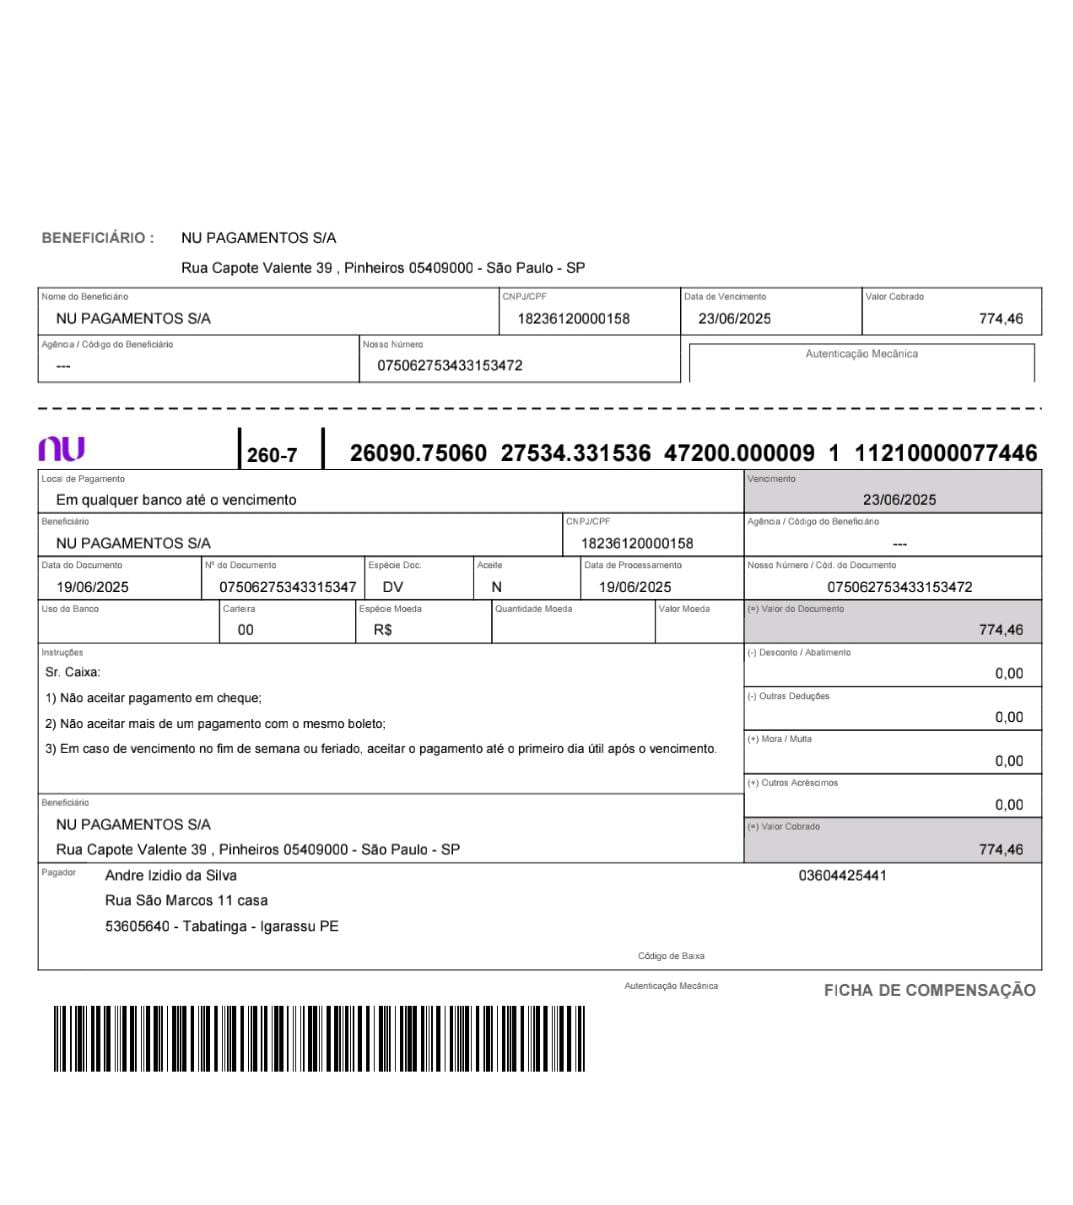 BENEFICIÁRIO : NU PAGAMENTOS S/A
Rua Capote Valente 39 , Pinheiros 05409000 - São Paulo - SP
Nome do Beneficiário CNPJ/CPF Data de Vencimento Valor Cobrado
NU PAGAMENTOS S/A 18236120000158 23/06/2025 774,46
Agência / Código do Beneficiário Nosso Número Autenticação Mecânica
--- 075062753433153472
nu 260-7 26090.75060 27534.331536 47200.000009 1 11210000077446
Local de Pagamento Vencimento
Em qualquer banco até o vencimento 23/06/2025
Beneficiário CNPJ/CPF Agência / Código do Beneficiário
NU PAGAMENTOS S/A 18236120000158 ---
Data do Documento Nº do Documento Espécie Doc. Aceite Data de Processamento Nosso Número / Cód. do Documento
19/06/2025 07506275343315347 DV N 19/06/2025 075062753433153472
Uso do Banco Carteira Espécie Moeda Quantidade Moeda Valor Moeda (=) Valor do Documento
00 R$ 774,46
Instruções (-) Desconto / Abatimento
Sr. Caixa: 0,00
1) Não aceitar pagamento em cheque; (-) Outras Deduções
2) Não aceitar mais de um pagamento com o mesmo boleto; 0,00
3) Em caso de vencimento no fim de semana ou feriado, aceitar o pagamento até o primeiro dia útil após o vencimento. (+) Mora / Multa
0,00
(+) Outros Acréscimos
Beneficiário 0,00
NU PAGAMENTOS S/A (=) Valor Cobrado
Rua Capote Valente 39 , Pinheiros 05409000 - São Paulo - SP 774,46
Pagador Andre Izidio da Silva 03604425441
Rua São Marcos 11 casa
53605640 - Tabatinga - Igarassu PE
Código de Baixa
Autenticação Mecânica FICHA DE COMPENSAÇÃO